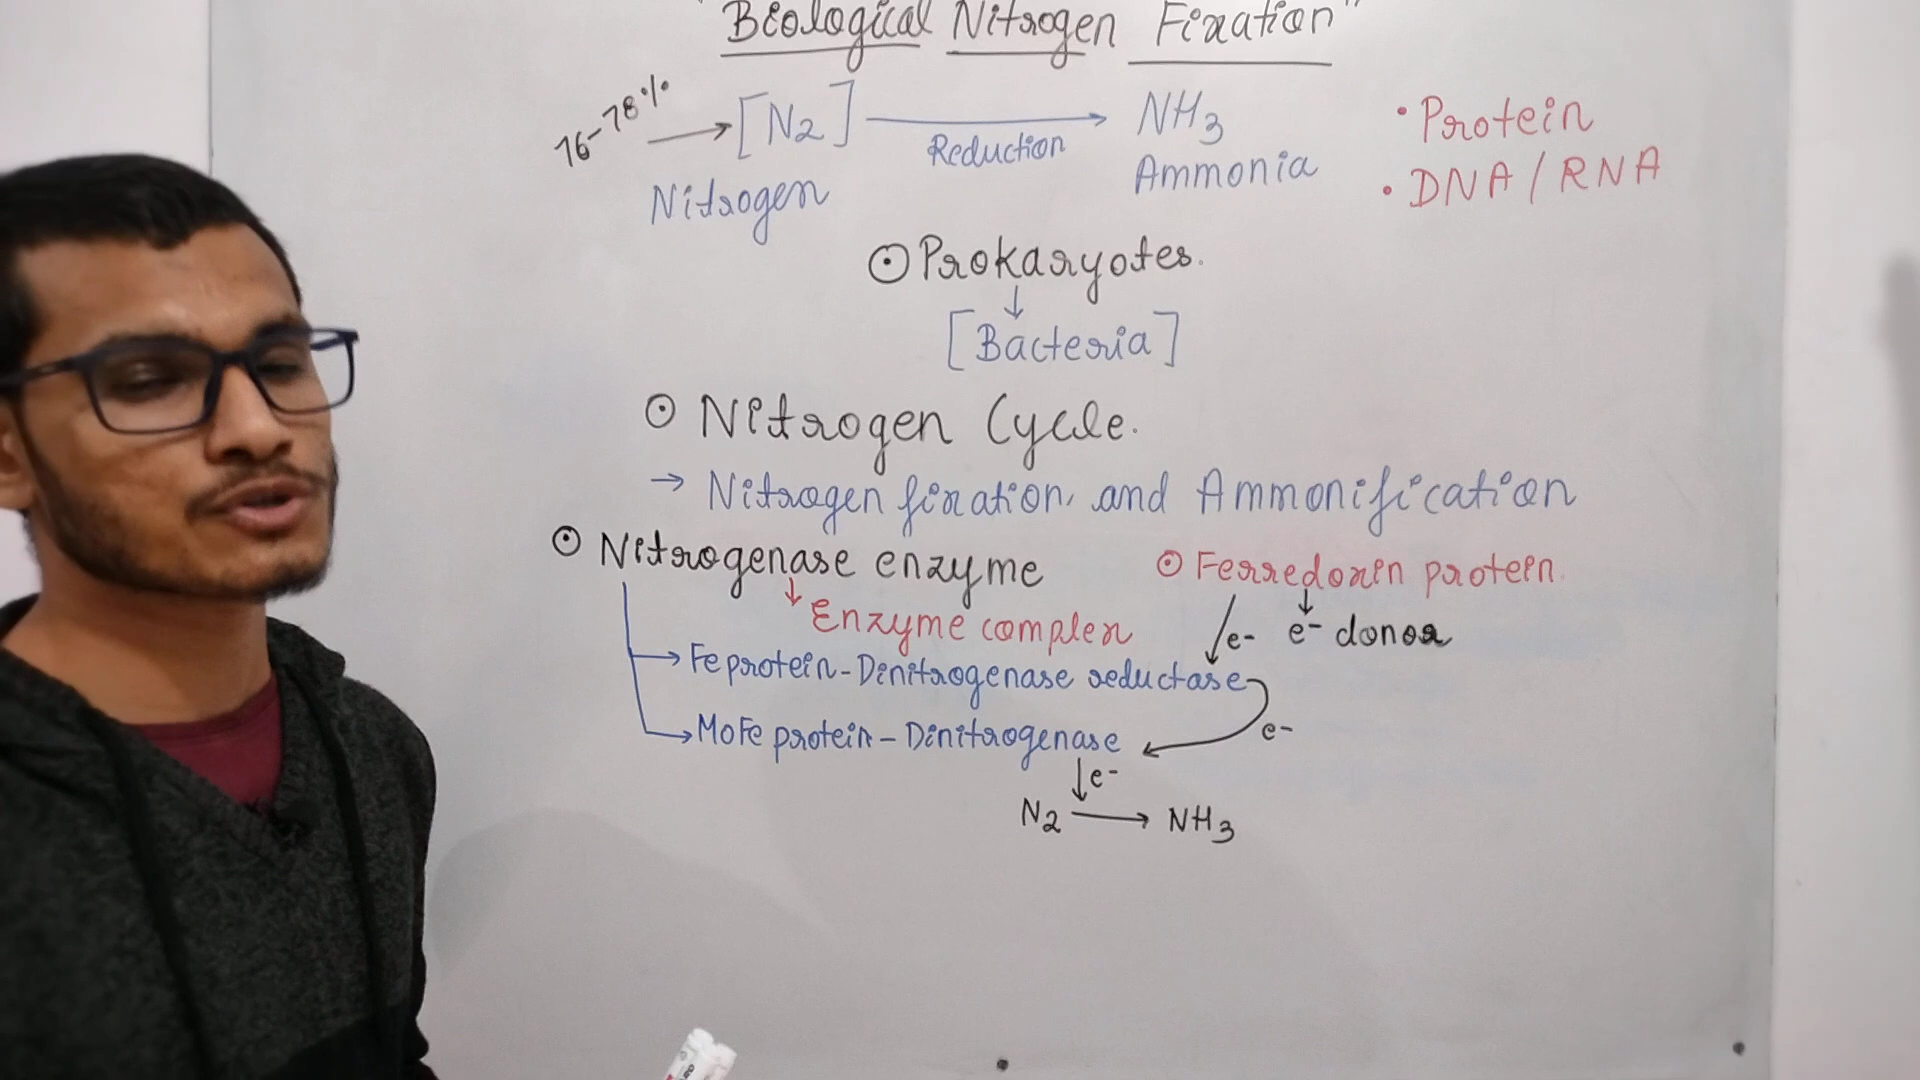 "Biological Nitrogen Fixation"
76-78% → [N2] → NH3
Reduction
Nitrogen
Ammonia
• Protein
• DNA / RNA
⊙ Prokaryotes.
↓
[Bacteria]
⊙ Nitrogen Cycle.
→ Nitrogen fixation, and Ammonification
⊙ Nitrogenase enzyme
↓ Enzyme complex
⊙ Ferredoxin protein.
↓ e- ↓ e- donor
→ Fe protein - Dinitrogenase reductase
→ MoFe protein - Dinitrogenase
e-
↓ e-
N2 → NH3